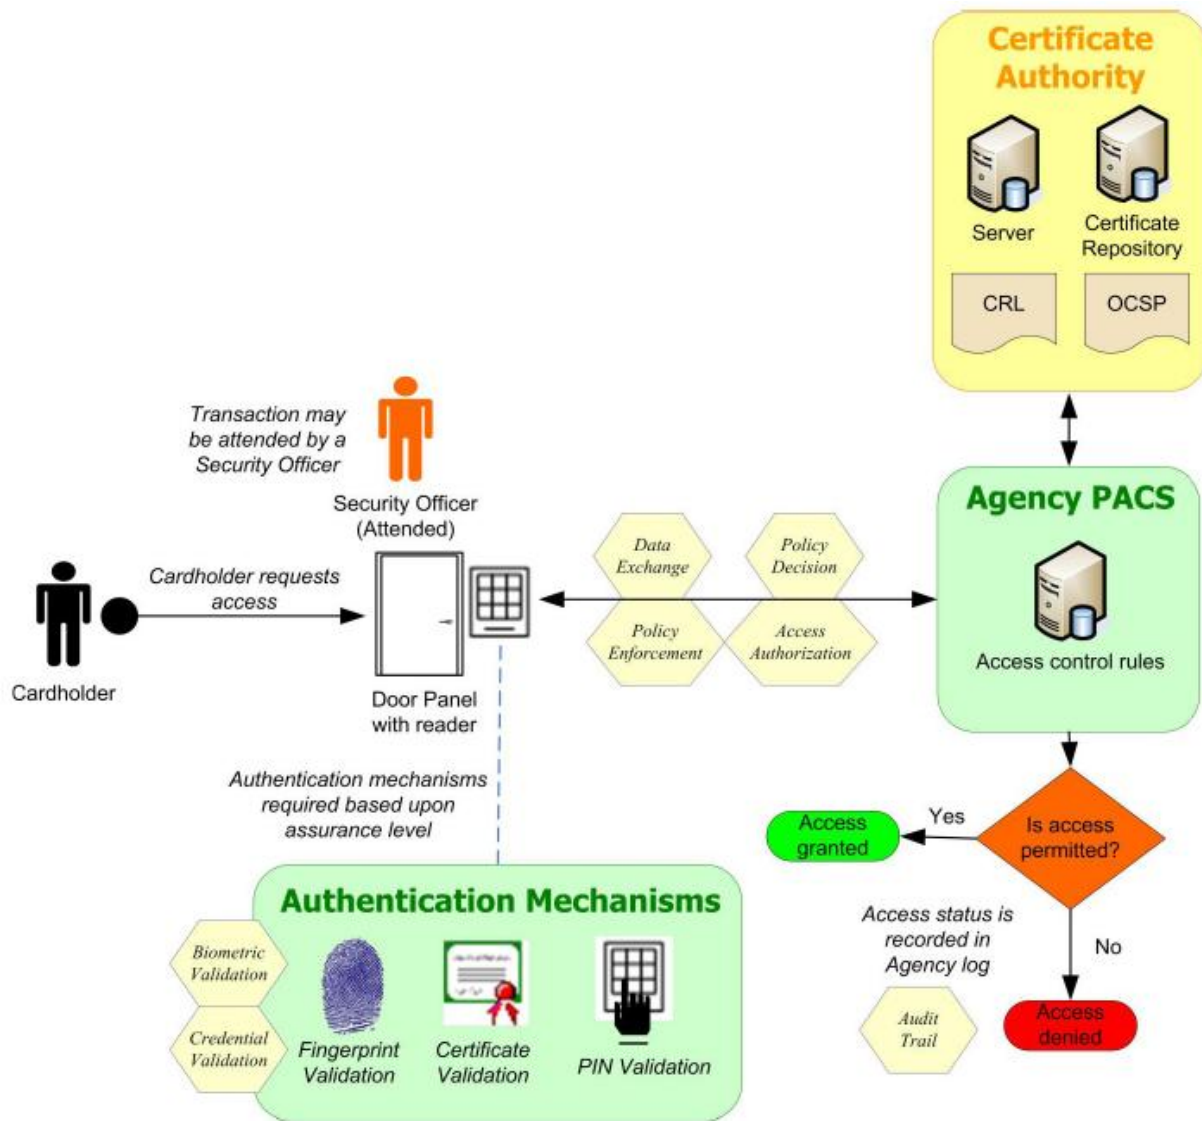 Certificate
Authority
Server
Certificate
Repository
CRL
OCSP
Transaction may
be attended by a
Security Officer
Security Officer
(Attended)
Agency PACS
Data
Exchange
Policy
Decision
Cardholder requests
access
Policy
Enforcement
Access
Authorization
Access control rules
Cardholder
Door Panel
with reader
Authentication mechanisms
required based upon
assurance level
Access
granted
Yes
Is access
permitted?
Authentication Mechanisms
Access status is
recorded in
Agency log
No
Biometric
Validation
Credential
Validation
Fingerprint
Validation
Certificate
Validation
PIN Validation
Audit
Trail
Access
denied